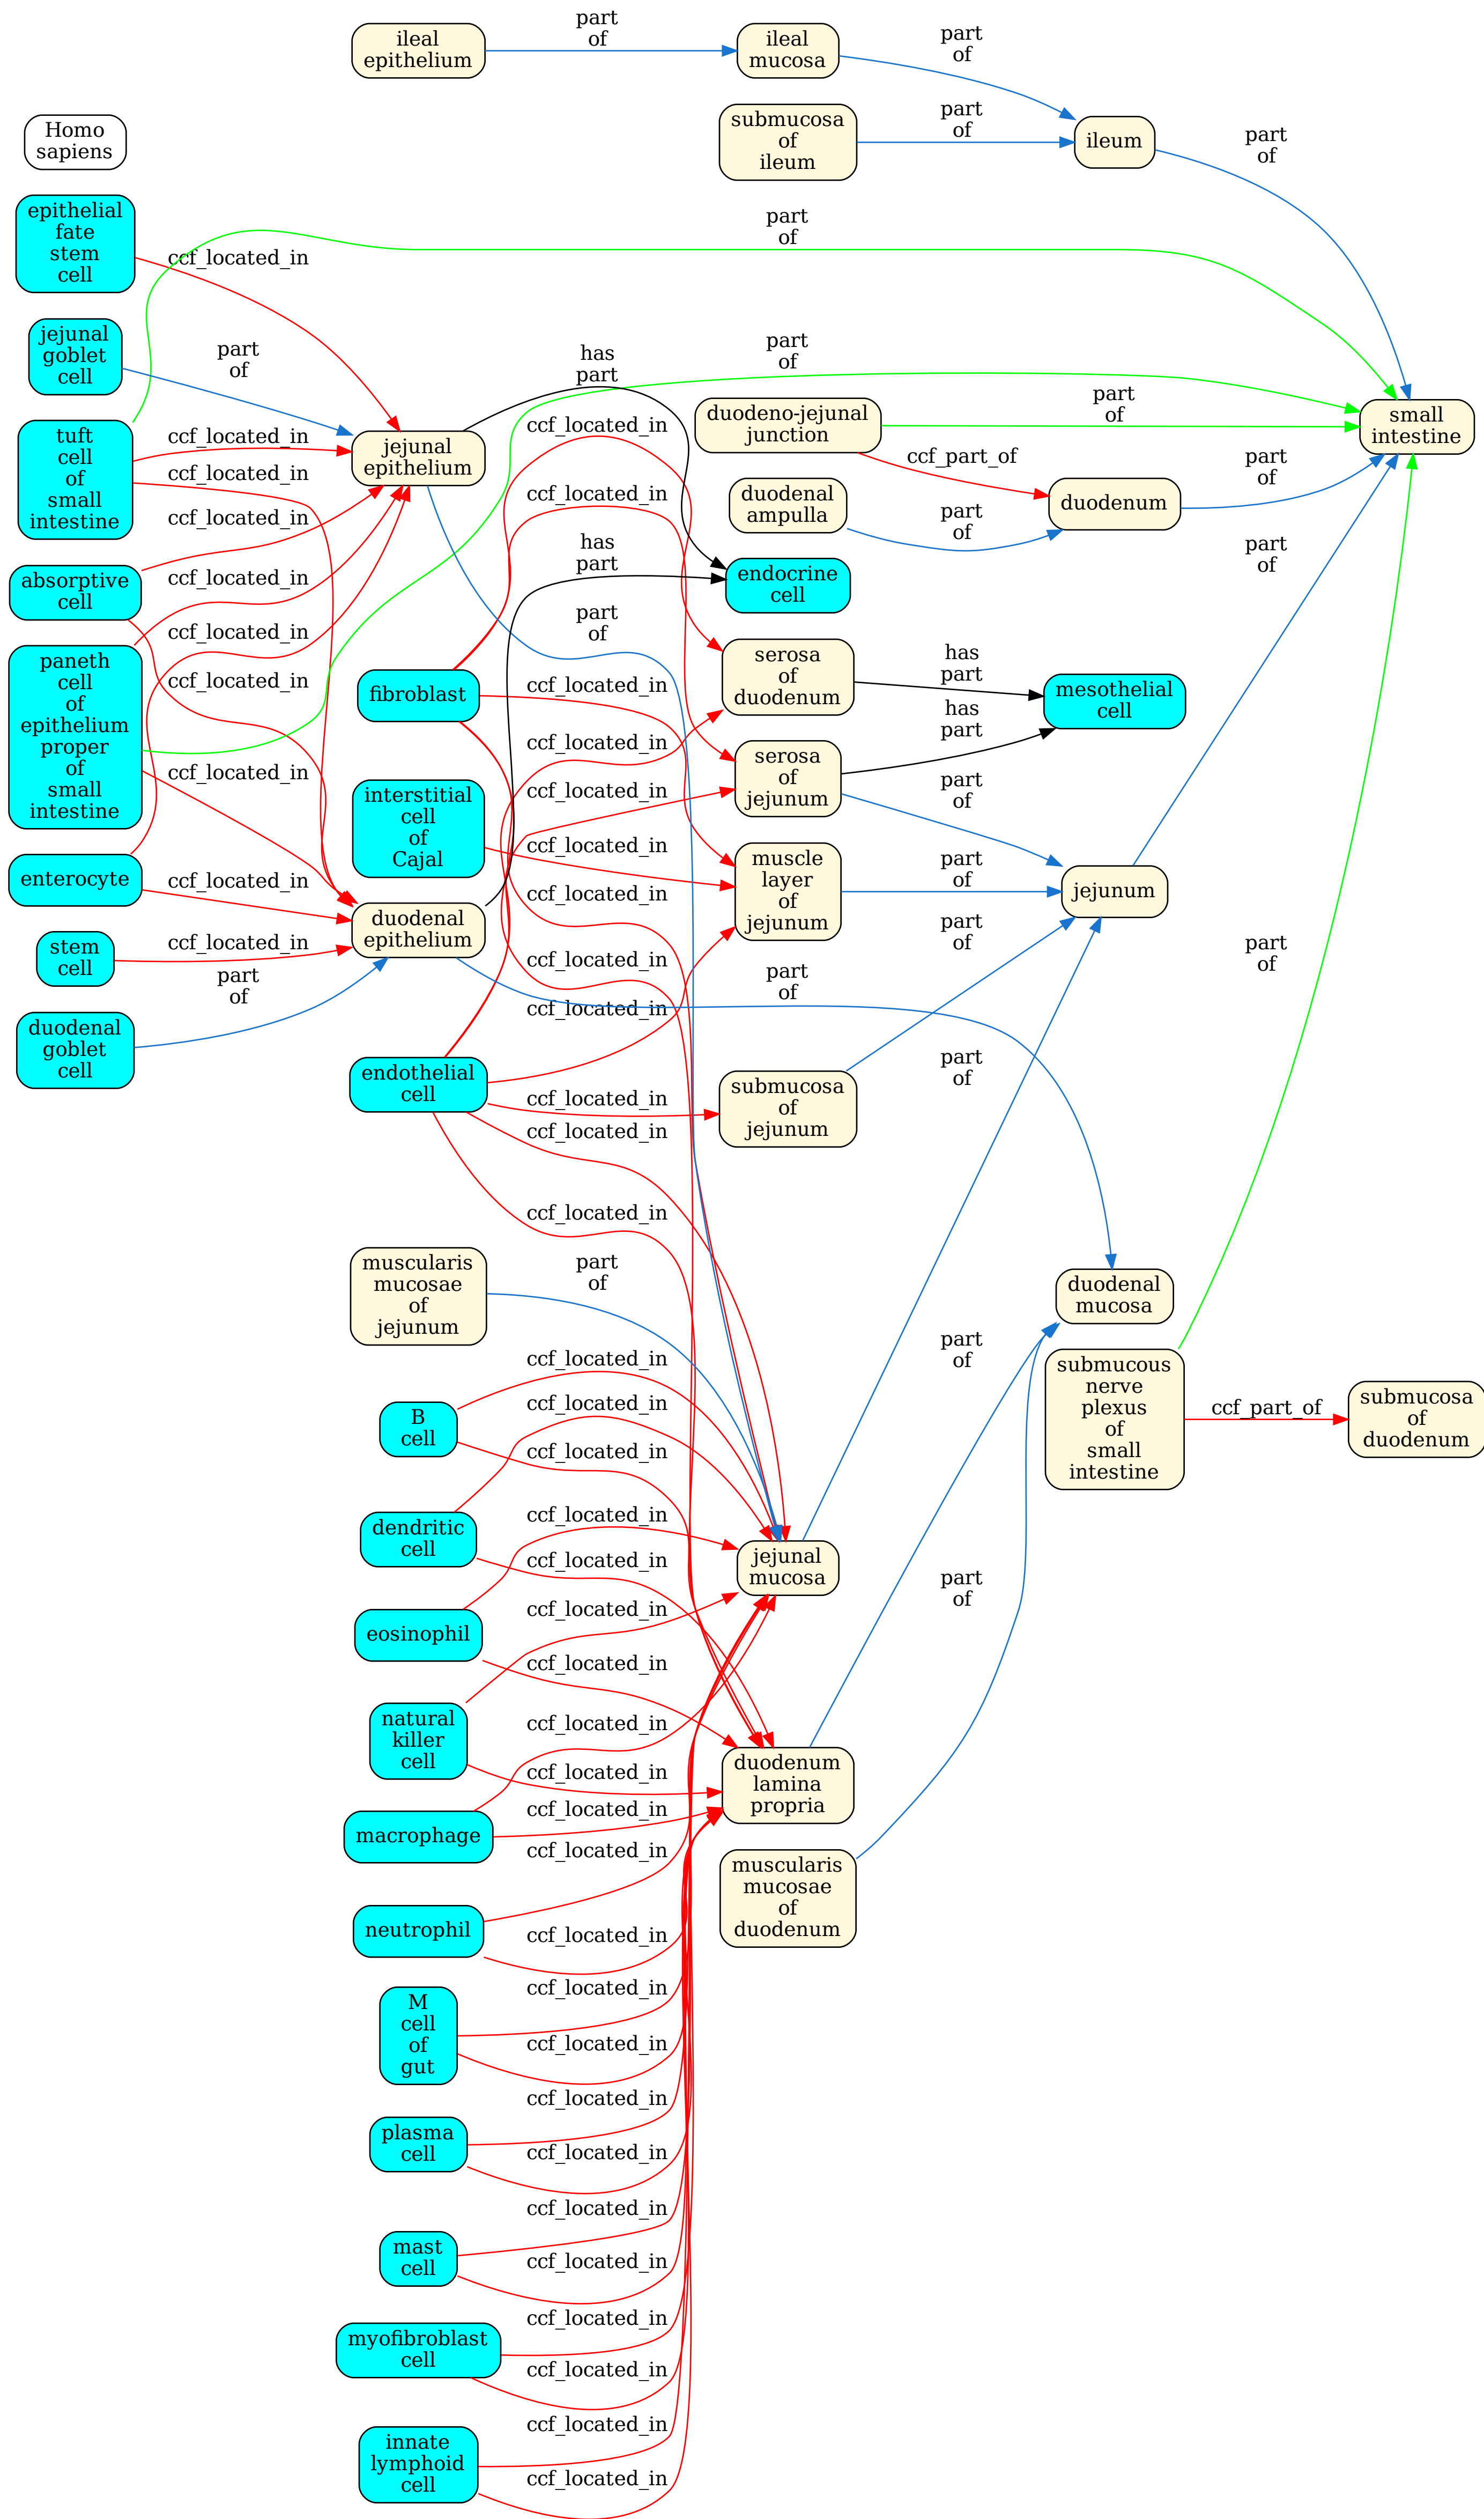 part
of
ileal
epithelium
ileal
mucosa
part
of
submucosa
of
ileum
part
of
ileum
part
of
Homo
sapiens
epithelial
fate
stem
cell
ccf_located_in
part
of
jejunal
goblet
cell
part
of
has
part
part
of
tuft
cell
of
small
intestine
ccf_located_in
ccf_located_in
jejunal
epithelium
ccf_located_in
duodeno-jejunal
junction
part
of
small
intestine
ccf_part_of
part
of
ccf_located_in
duodenal
ampulla
part
of
duodenum
absorptive
cell
ccf_located_in
ccf_located_in
has
part
endocrine
cell
part
of
paneth
cell
of
epithelium
proper
of
small
intestine
ccf_located_in
ccf_located_in
ccf_located_in
part
of
fibroblast
ccf_located_in
serosa
of
duodenum
has
part
mesothelial
cell
has
part
ccf_located_in
serosa
of
jejunum
part
of
interstitial
cell
of
Cajal
ccf_located_in
ccf_located_in
muscle
layer
of
jejunum
part
of
jejunum
enterocyte
ccf_located_in
ccf_located_in
duodenal
epithelium
part
of
part
of
stem
cell
ccf_located_in
ccf_located_in
part
of
part
of
duodenal
goblet
cell
ccf_located_in
endothelial
cell
ccf_located_in
submucosa
of
jejunum
part
of
ccf_located_in
ccf_located_in
muscularis
mucosae
of
jejunum
part
of
duodenal
mucosa
part
of
submucous
nerve
plexus
of
small
intestine
ccf_part_of
submucosa
of
duodenum
B
cell
ccf_located_in
ccf_located_in
ccf_located_in
dendritic
cell
ccf_located_in
ccf_located_in
jejunal
mucosa
part
of
eosinophil
ccf_located_in
ccf_located_in
natural
killer
cell
ccf_located_in
ccf_located_in
duodenum
lamina
propria
macrophage
ccf_located_in
ccf_located_in
muscularis
mucosae
of
duodenum
neutrophil
ccf_located_in
M
cell
of
gut
ccf_located_in
ccf_located_in
plasma
cell
ccf_located_in
ccf_located_in
mast
cell
ccf_located_in
ccf_located_in
myofibroblast
cell
ccf_located_in
ccf_located_in
innate
lymphoid
cell
ccf_located_in
ccf_located_in